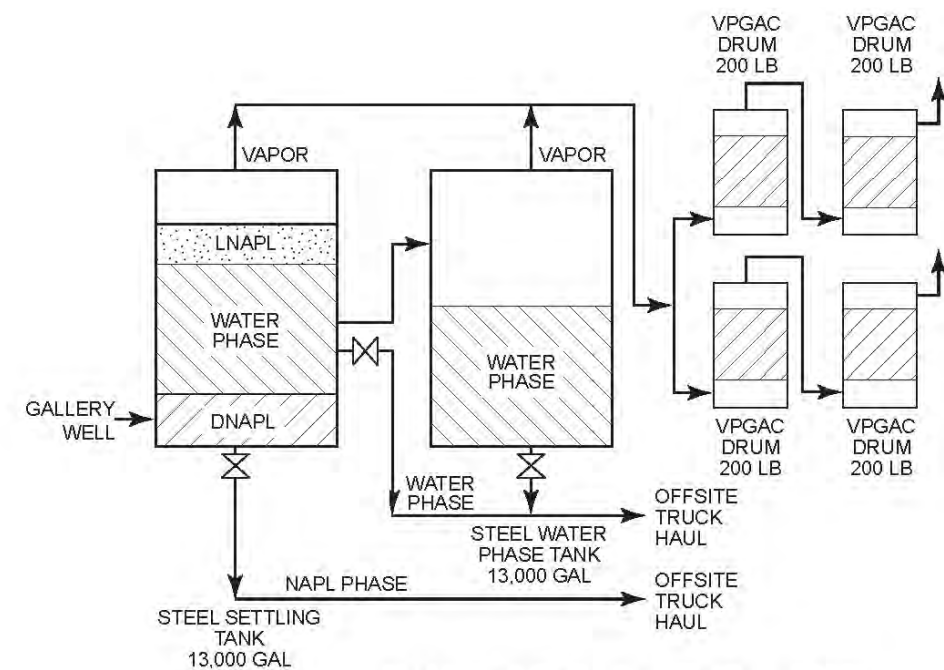 VPGAC
DRUM
200 LB
VPGAC
DRUM
200 LB
VAPOR
VAPOR
LNAPL
WATER
PHASE
WATER
PHASE
GALLERY
WELL
DNAPL
VPGAC
DRUM
200 LB
VPGAC
DRUM
200 LB
WATER
PHASE
OFFSITE
TRUCK
HAUL
STEEL WATER
PHASE TANK
13,000 GAL
NAPL PHASE
OFFSITE
TRUCK
HAUL
STEEL SETTLING
TANK
13,000 GAL